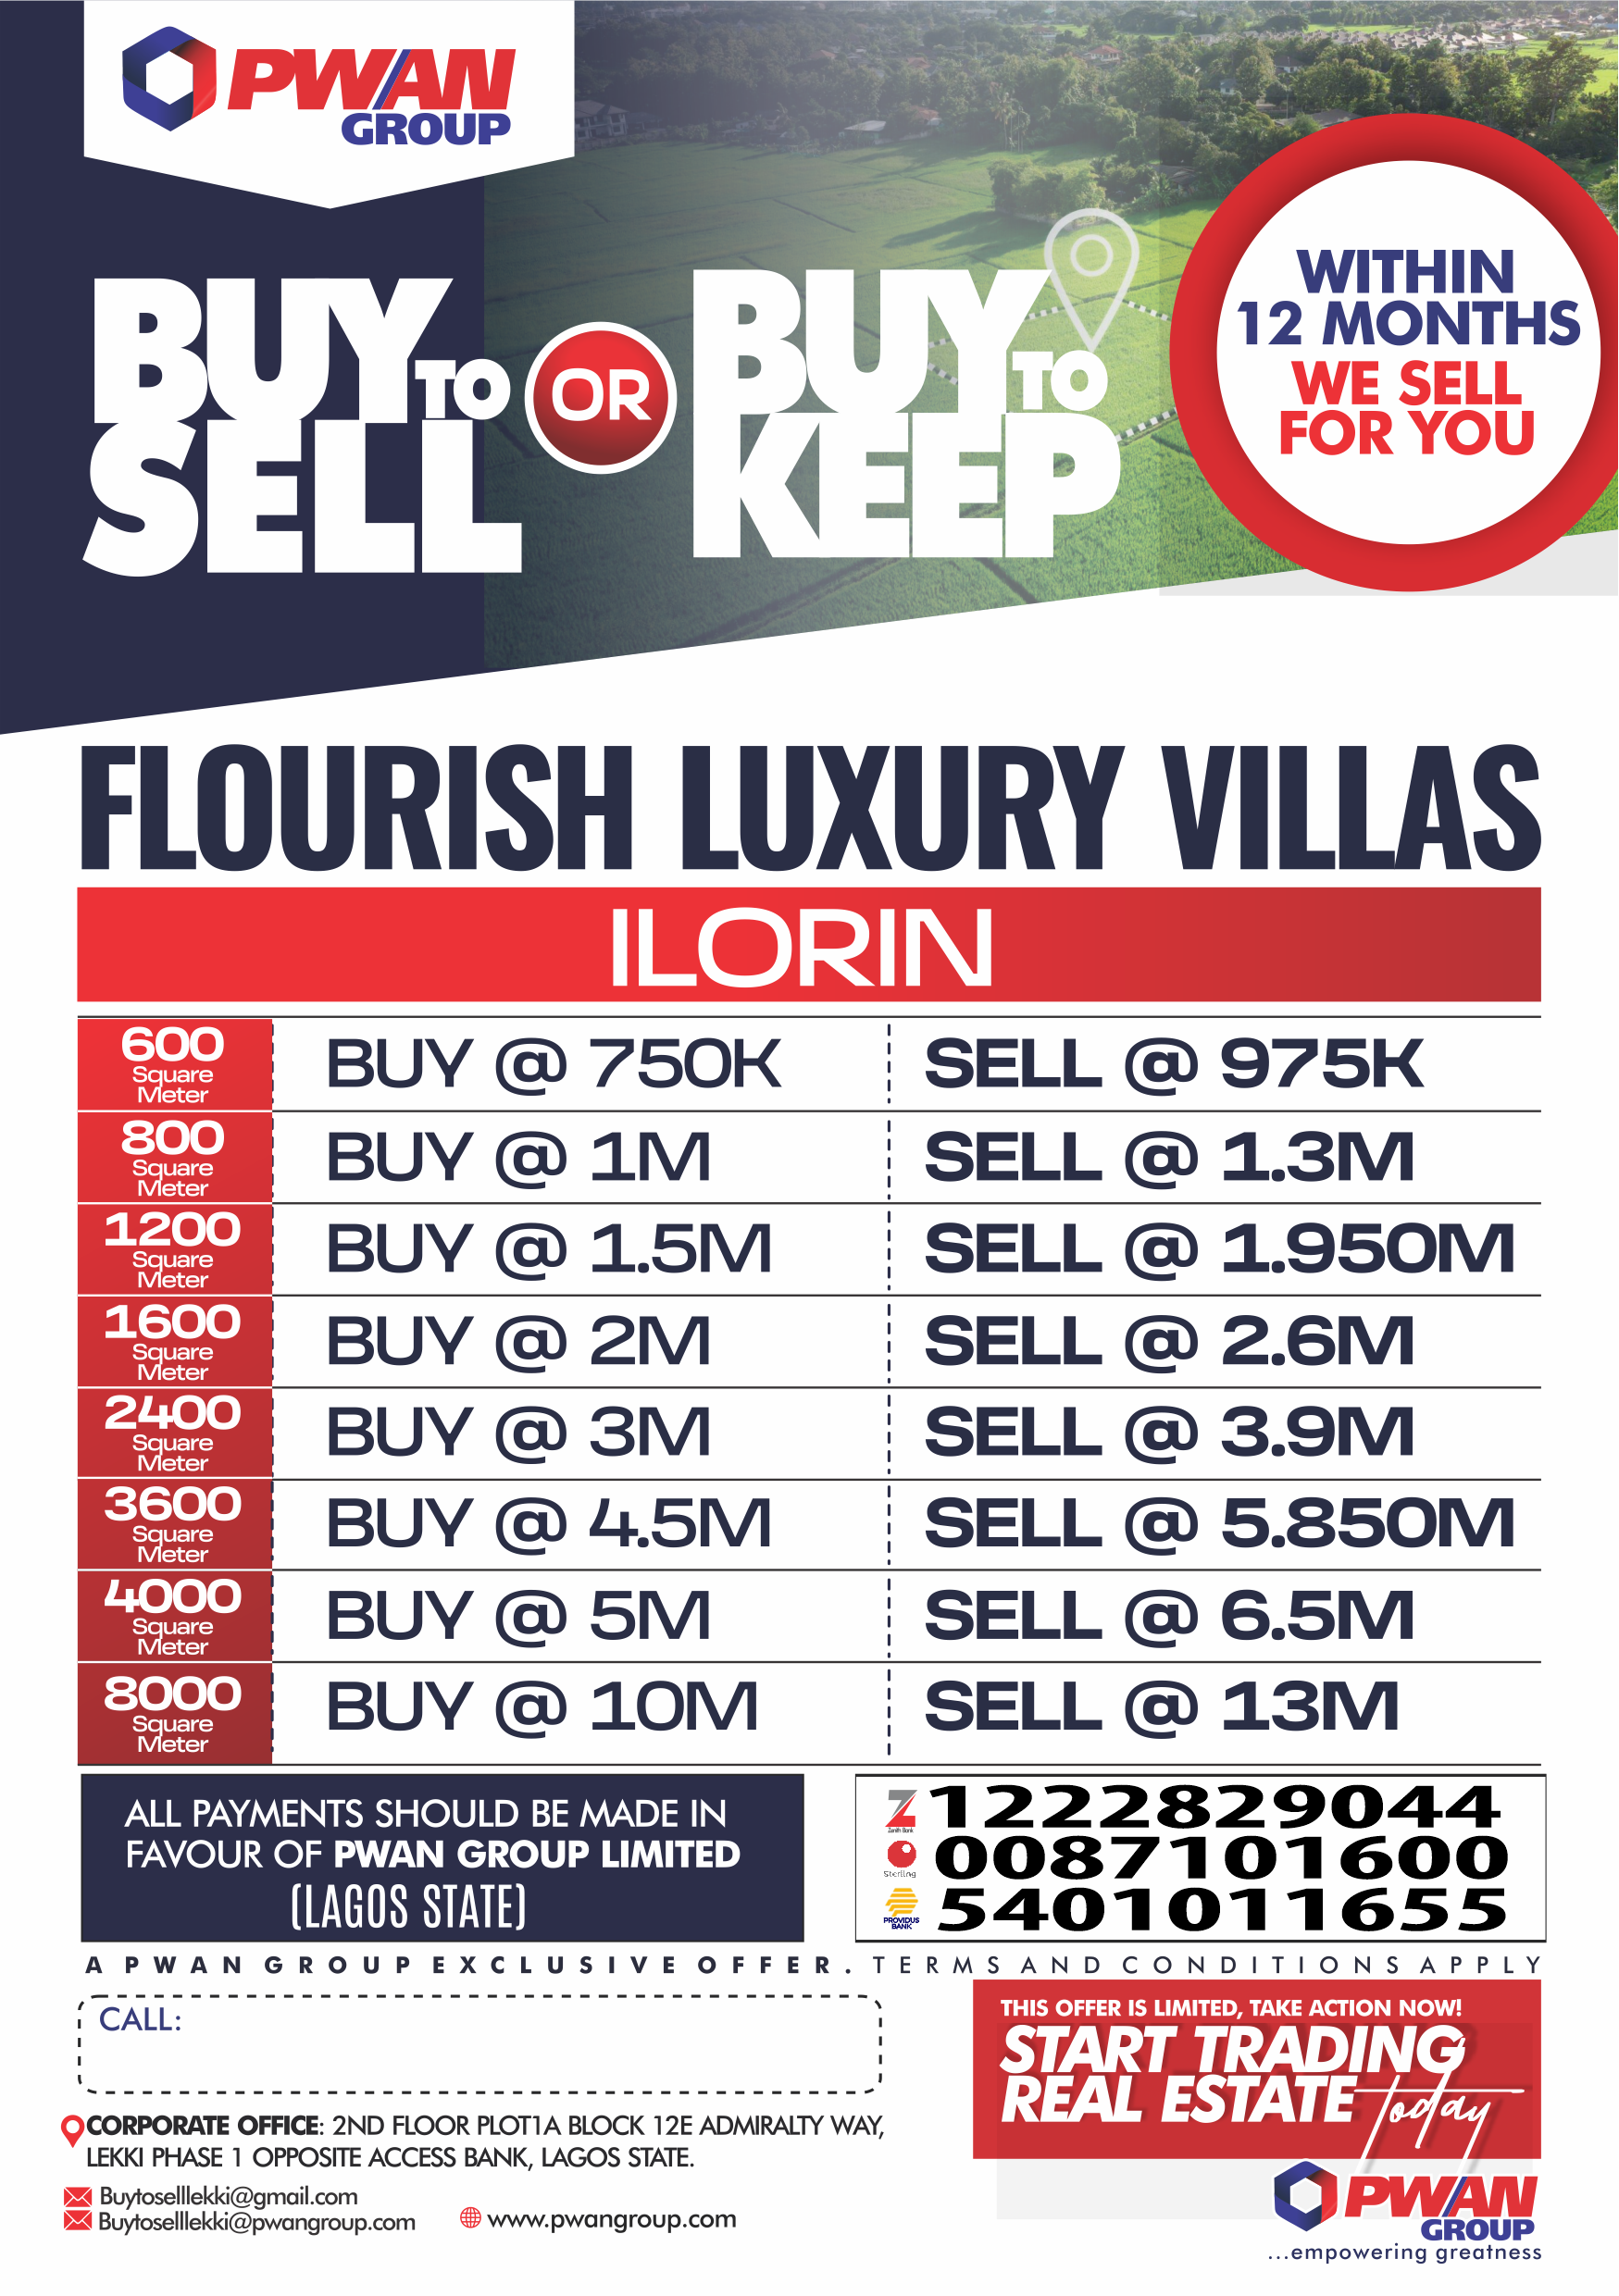 PWAN
GROUP
BUY TO
SELL
OR
BUY TO
KEEP
WITHIN
12 MONTHS
WE SELL
FOR YOU
FLOURISH LUXURY VILLAS
ILORIN
600 Square Meter BUY @ 750K SELL @ 975K
800 Square Meter BUY @ 1M SELL @ 1.3M
1200 Square Meter BUY @ 1.5M SELL @ 1.950M
1600 Square Meter BUY @ 2M SELL @ 2.6M
2400 Square Meter BUY @ 3M SELL @ 3.9M
3600 Square Meter BUY @ 4.5M SELL @ 5.850M
4000 Square Meter BUY @ 5M SELL @ 6.5M
8000 Square Meter BUY @ 10M SELL @ 13M
ALL PAYMENTS SHOULD BE MADE IN
FAVOUR OF PWAN GROUP LIMITED
(LAGOS STATE)
Zenith Bank 1222829044
Sterling 0087101600
PROVIDUS BANK 5401011655
A PWAN GROUP EXCLUSIVE OFFER. TERMS AND CONDITIONS APPLY
CALL:
CORPORATE OFFICE: 2ND FLOOR PLOT1A BLOCK 12E ADMIRALTY WAY,
LEKKI PHASE 1 OPPOSITE ACCESS BANK, LAGOS STATE.
Buytoselllekki@gmail.com
Buytoselllekki@pwangroup.com
www.pwangroup.com
THIS OFFER IS LIMITED, TAKE ACTION NOW!
START TRADING
REAL ESTATE today
PWAN
GROUP
...empowering greatness